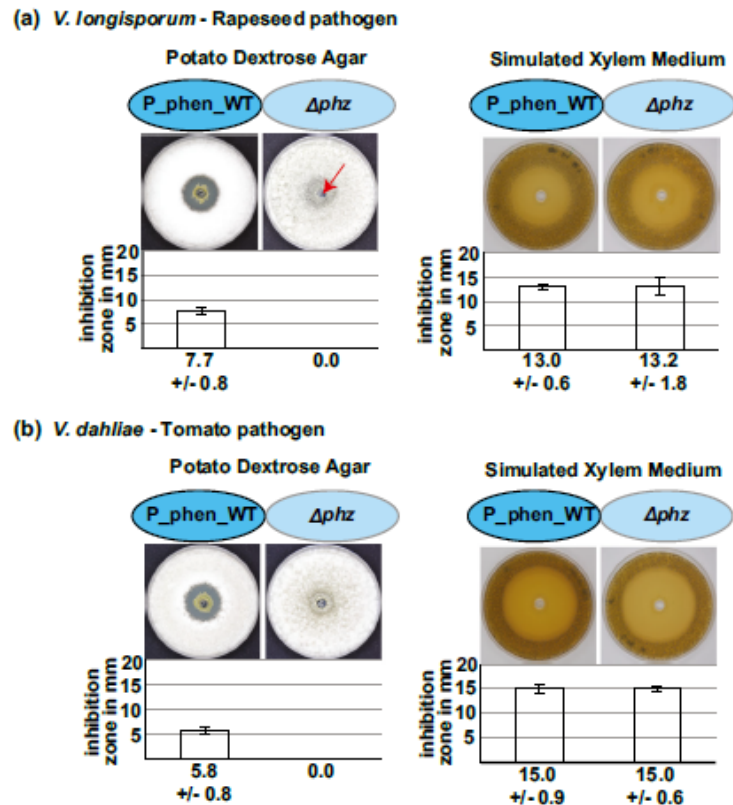 (a) V. longisporum - Rapeseed pathogen
Potato Dextrose Agar
Simulated Xylem Medium
P_phen_WT
Δphz
P_phen_WT
Δphz
inhibition
zone in mm
20
15
10
5
7.7
+/- 0.8
0.0
inhibition
zone in mm
20
15
10
5
13.0
+/- 0.6
13.2
+/- 1.8
(b) V. dahliae - Tomato pathogen
Potato Dextrose Agar
Simulated Xylem Medium
P_phen_WT
Δphz
P_phen_WT
Δphz
inhibition
zone in mm
20
15
10
5
5.8
+/- 0.8
0.0
inhibition
zone in mm
20
15
10
5
15.0
+/- 0.9
15.0
+/- 0.6